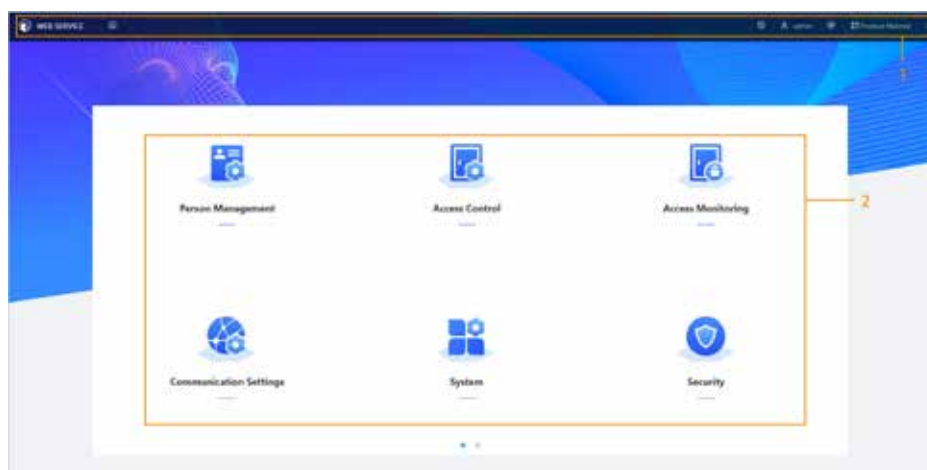 WEB SERVICE
admin
1
Person Management
Access Control
Access Monitoring
2
Communication Settings
System
Security